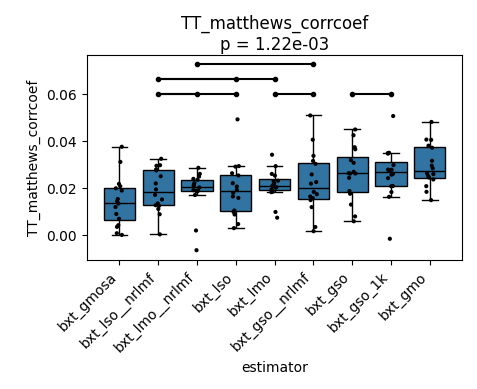 TT_matthews_corrcoef
p = 1.22e-03
TT_matthews_corrcoef
0.06
0.04
0.02
0.00
bxt_gmosa
bxt_lso__nrlmf
bxt_lmo__nrlmf
bxt_lso
bxt_lmo
bxt_gso__nrlmf
bxt_gso
bxt_gso_1k
bxt_gmo
estimator